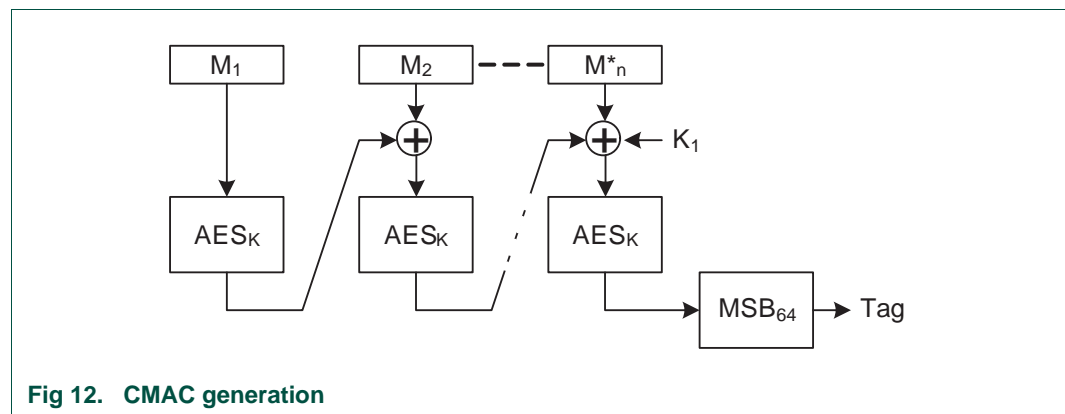 M1 M2 M*n
K1
AESK AESK AESK
MSB64 Tag
Fig 12. CMAC generation